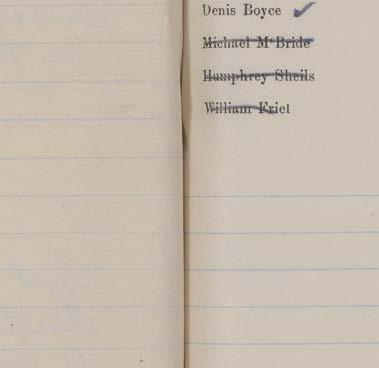 Denis Boyce ✓
Michael McBride
Humphrey Sheils
William Friel